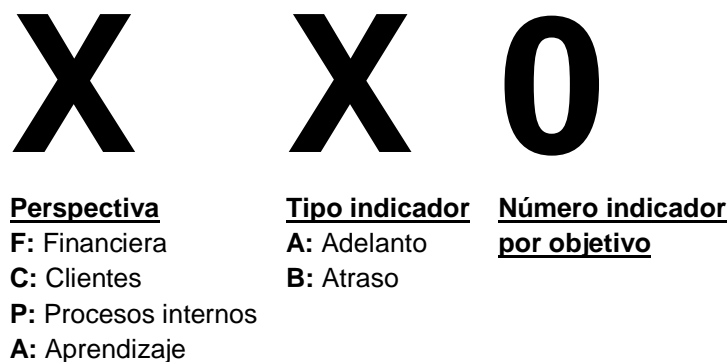 X X 0
Perspectiva Tipo indicador Número indicador
F: Financiera A: Adelanto por objetivo
C: Clientes B: Atraso
P: Procesos internos
A: Aprendizaje